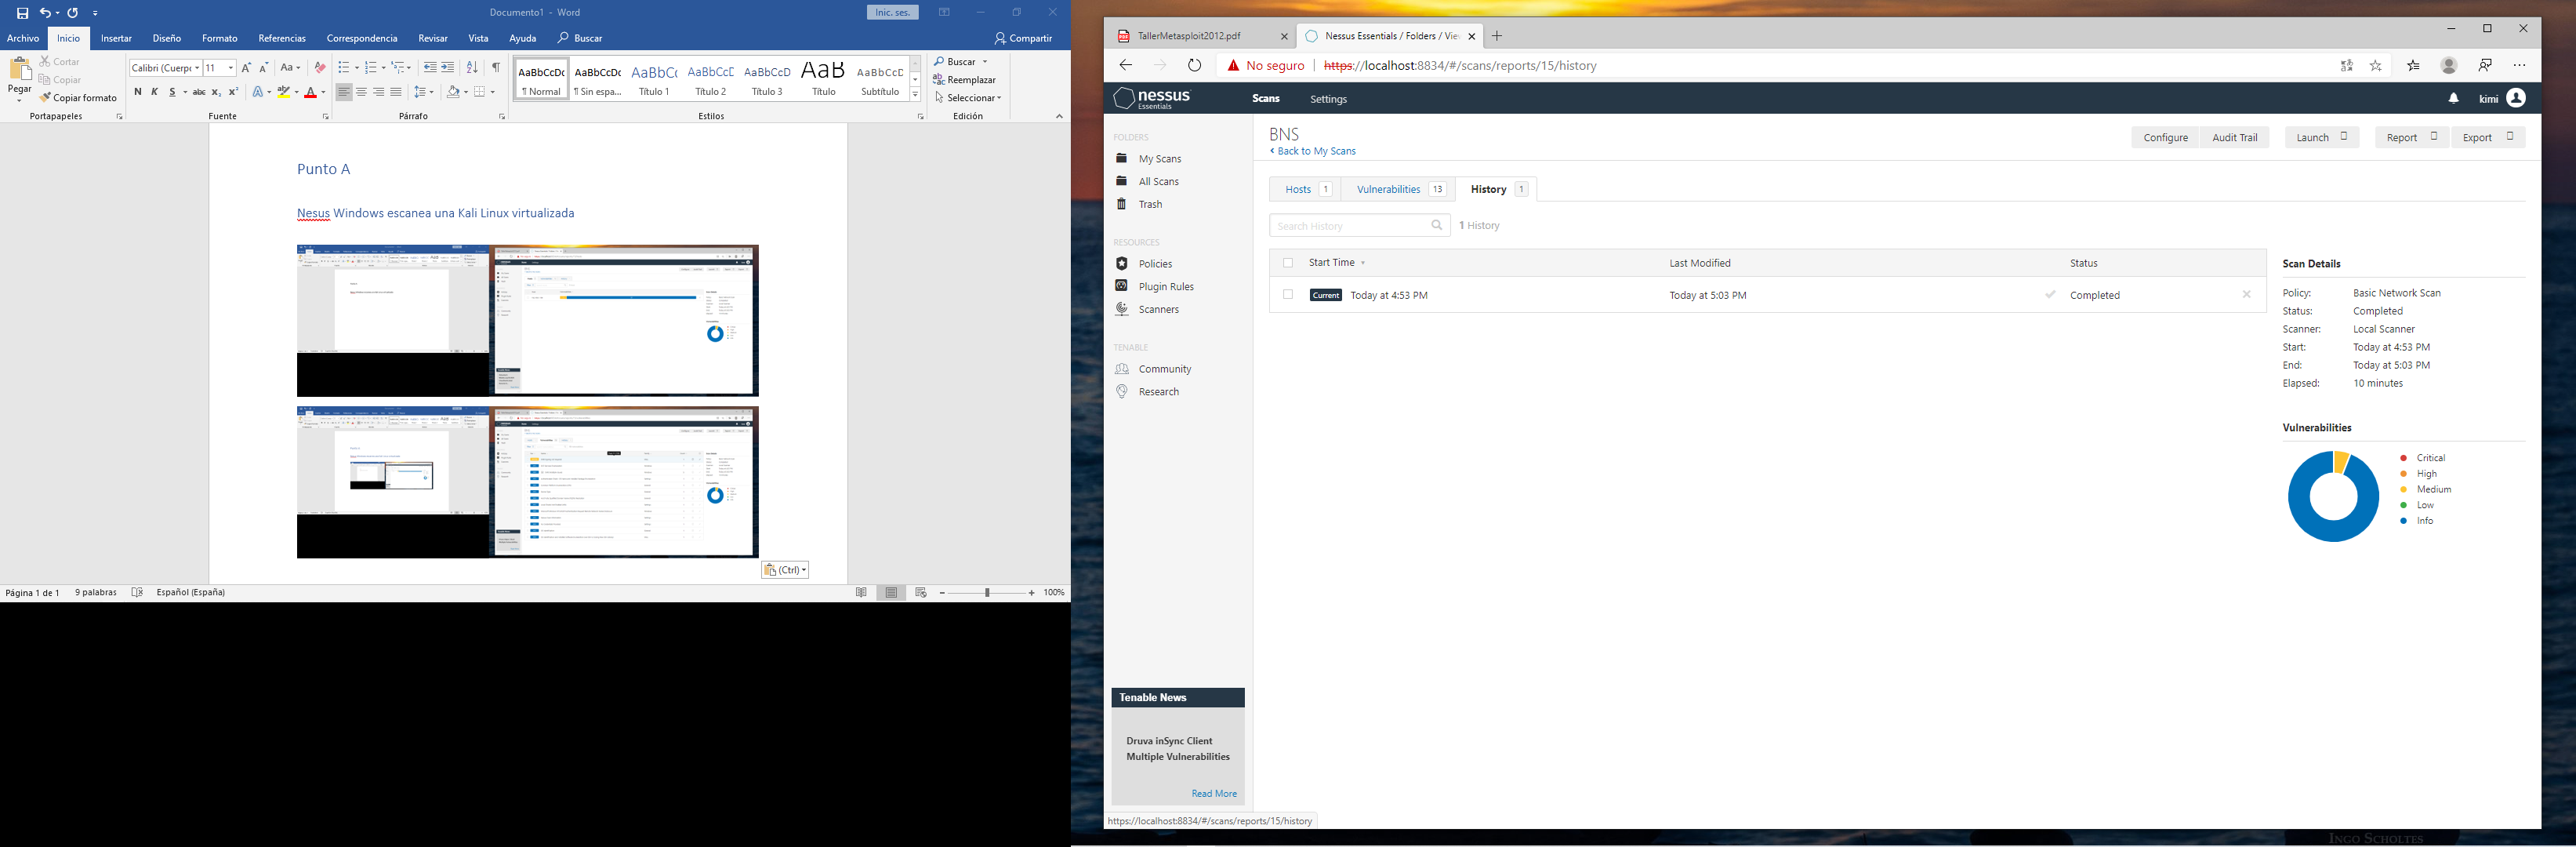 Documento1 - Word
Inic. ses.
Archivo Inicio Insertar Diseño Formato Referencias Correspondencia Revisar Vista Ayuda Buscar Compartir
Pegar
Cortar
Copiar
Copiar formato
Portapapeles
Calibri (Cuerpo 11
N K S abc x₂ x²
Fuente
Párrafo
AaBbCcDc AaBbCcDc AaBbC( AaBbCcE AaBbCcD AaB AaBbCcD
¶ Normal ¶ Sin espa... Título 1 Título 2 Título 3 Título Subtítulo
Estilos
Buscar
Reemplazar
Seleccionar
Edición
Punto A
Nesus Windows escanea una Kali Linux virtualizada
(Ctrl)
Página 1 de 1 9 palabras Español (España) 100%
TallerMetasploit2012.pdf
Nessus Essentials / Folders / Vie
No seguro https://localhost:8834/#/scans/reports/15/history
nessus Essentials
Scans Settings
kimi
FOLDERS
My Scans
All Scans
Trash
RESOURCES
Policies
Plugin Rules
Scanners
TENABLE
Community
Research
Tenable News
Druva inSync Client
Multiple Vulnerabilities
Read More
BNS
Back to My Scans
Configure Audit Trail Launch Report Export
Hosts 1 Vulnerabilities 13 History 1
Search History 1 History
Start Time Last Modified Status
Current Today at 4:53 PM Today at 5:03 PM Completed
Scan Details
Policy: Basic Network Scan
Status: Completed
Scanner: Local Scanner
Start: Today at 4:53 PM
End: Today at 5:03 PM
Elapsed: 10 minutes
Vulnerabilities
Critical
High
Medium
Low
Info
https://localhost:8834/#/scans/reports/15/history
INGO SCHOLTES